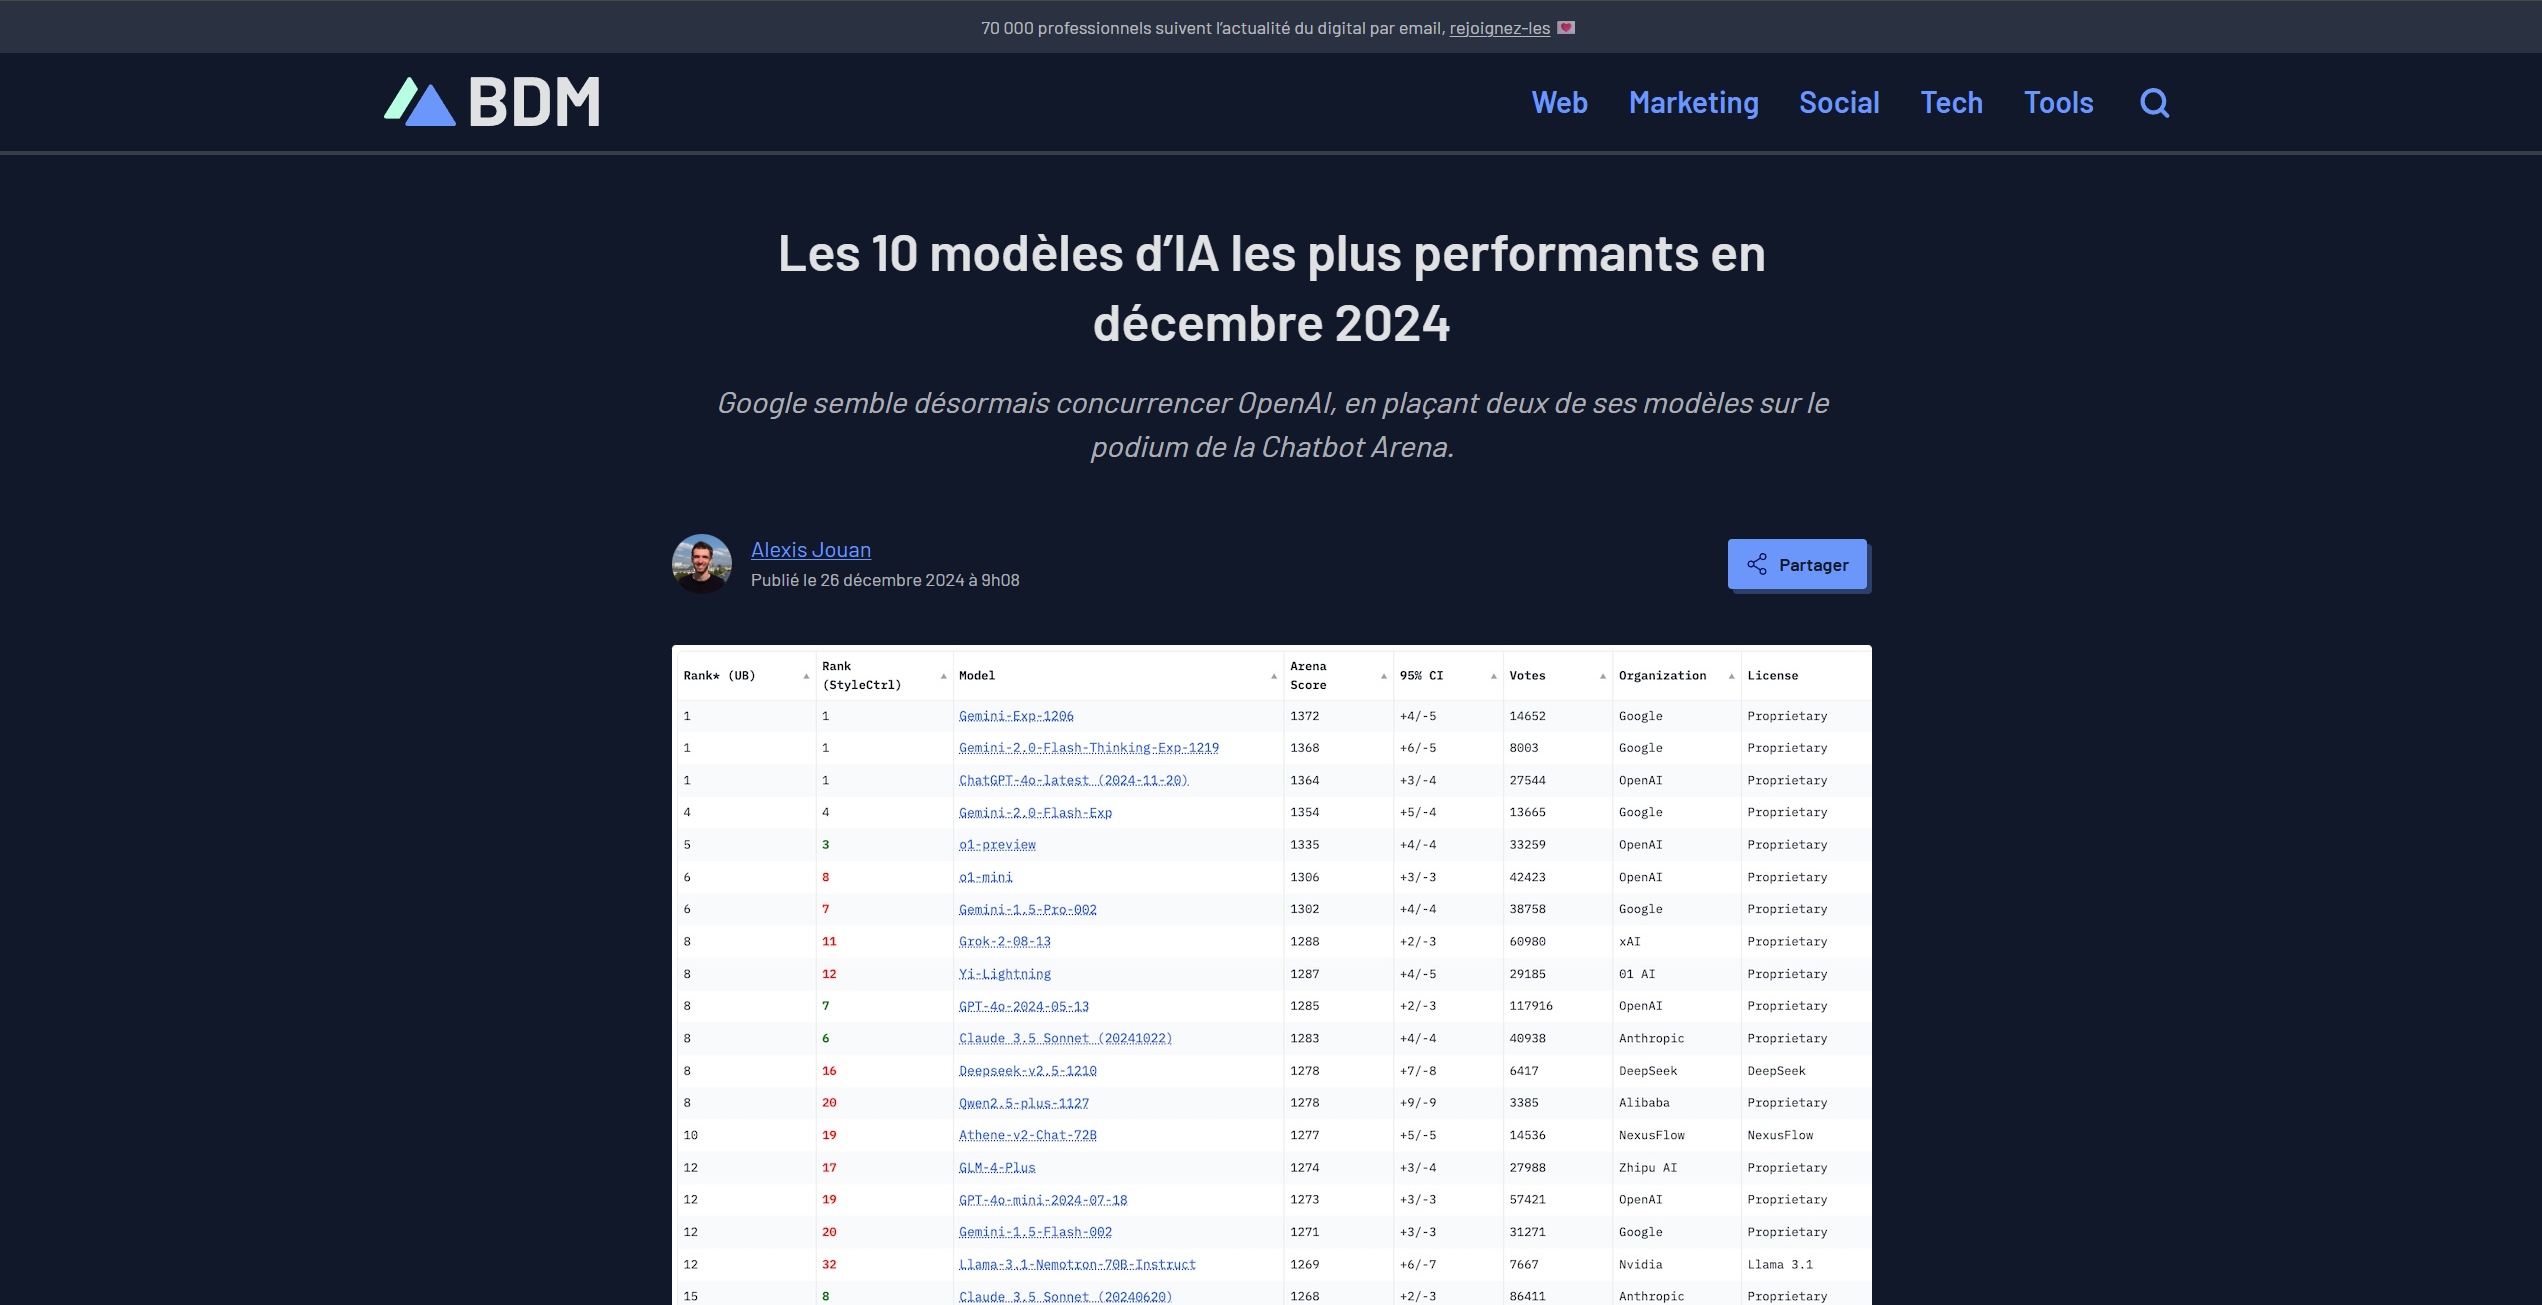 70 000 professionnels suivent l’actualité du digital par email, rejoignez-les 💌
BDM
Web Marketing Social Tech Tools
Les 10 modèles d’IA les plus performants en
décembre 2024
Google semble désormais concurrencer OpenAI, en plaçant deux de ses modèles sur le
podium de la Chatbot Arena.
Alexis Jouan
Publié le 26 décembre 2024 à 9h08
Partager
Rank* (UB) Rank (StyleCtrl) Model Arena Score 95% CI Votes Organization License
1 1 Gemini-Exp-1206 1372 +4/-5 14652 Google Proprietary
1 1 Gemini-2.0-Flash-Thinking-Exp-1219 1368 +6/-5 8003 Google Proprietary
1 1 ChatGPT-4o-latest (2024-11-20) 1364 +3/-4 27544 OpenAI Proprietary
4 4 Gemini-2.0-Flash-Exp 1354 +5/-4 13665 Google Proprietary
5 3 o1-preview 1335 +4/-4 33259 OpenAI Proprietary
6 8 o1-mini 1306 +3/-3 42423 OpenAI Proprietary
6 7 Gemini-1.5-Pro-002 1302 +4/-4 38758 Google Proprietary
8 11 Grok-2-08-13 1288 +2/-3 60980 xAI Proprietary
8 12 Yi-Lightning 1287 +4/-5 29185 01 AI Proprietary
8 7 GPT-4o-2024-05-13 1285 +2/-3 117916 OpenAI Proprietary
8 6 Claude 3.5 Sonnet (20241022) 1283 +4/-4 40938 Anthropic Proprietary
8 16 Deepseek-v2.5-1210 1278 +7/-8 6417 DeepSeek DeepSeek
8 20 Qwen2.5-plus-1127 1278 +9/-9 3385 Alibaba Proprietary
10 19 Athene-v2-Chat-72B 1277 +5/-5 14536 NexusFlow NexusFlow
12 17 GLM-4-Plus 1274 +3/-4 27988 Zhipu AI Proprietary
12 19 GPT-4o-mini-2024-07-18 1273 +3/-3 57421 OpenAI Proprietary
12 20 Gemini-1.5-Flash-002 1271 +3/-3 31271 Google Proprietary
12 32 Llama-3.1-Nemotron-70B-Instruct 1269 +6/-7 7667 Nvidia Llama 3.1
15 8 Claude 3.5 Sonnet (20240620) 1268 +2/-3 86411 Anthropic Proprietary